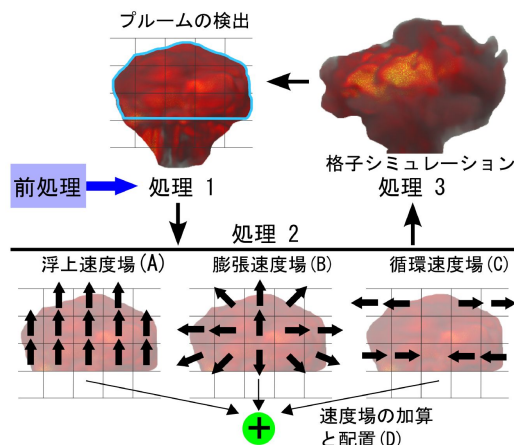 プルームの検出
格子シミュレーション
前処理
処理 1
処理 3
処理 2
浮上速度場(A)
膨張速度場(B)
循環速度場(C)
+
速度場の加算
と配置(D)